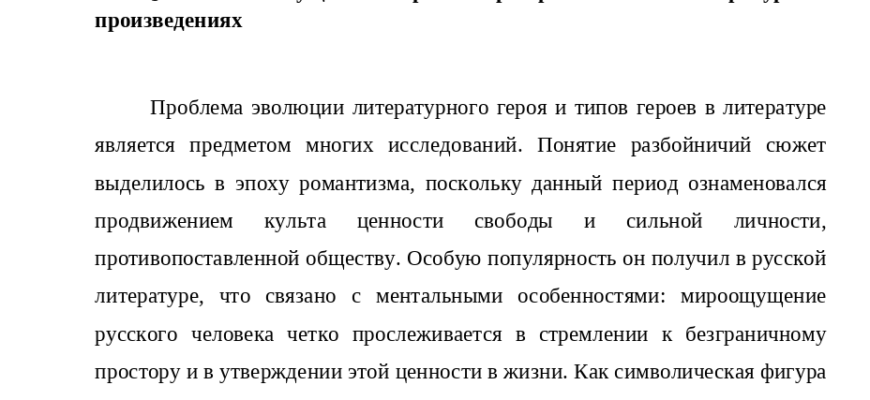 произведениях
Проблема эволюции литературного героя и типов героев в литературе
является предметом многих исследований. Понятие разбойничий сюжет
выделилось в эпоху романтизма, поскольку данный период ознаменовался
продвижением культа ценности свободы и сильной личности,
противопоставленной обществу. Особую популярность он получил в русской
литературе, что связано с ментальными особенностями: мироощущение
русского человека четко прослеживается в стремлении к безграничному
простору и в утверждении этой ценности в жизни. Как символическая фигура